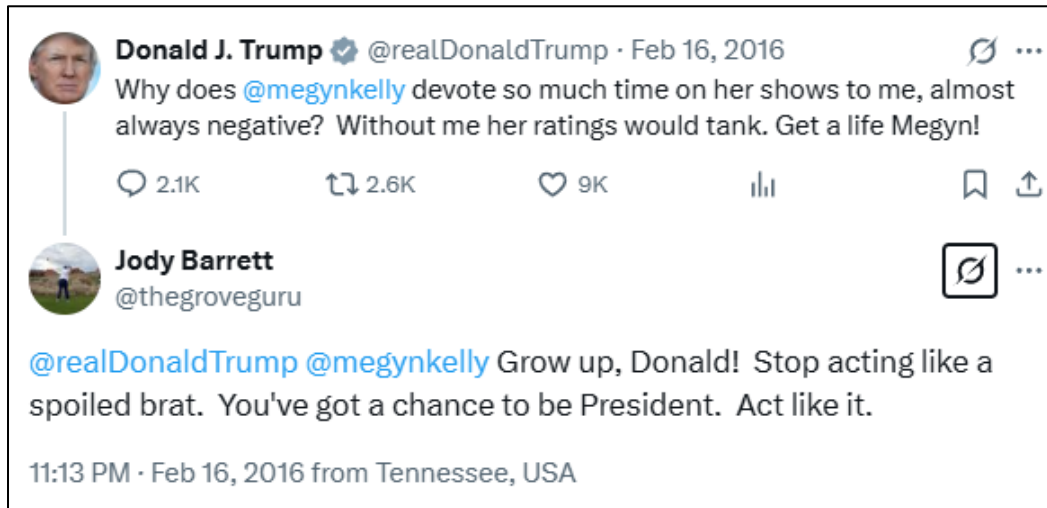 Donald J. Trump @realDonaldTrump · Feb 16, 2016
Why does @megynkelly devote so much time on her shows to me, almost
always negative?  Without me her ratings would tank. Get a life Megyn!
2.1K 2.6K 9K
Jody Barrett
@thegroveguru
@realDonaldTrump @megynkelly Grow up, Donald!  Stop acting like a
spoiled brat.  You've got a chance to be President.  Act like it.
11:13 PM · Feb 16, 2016 from Tennessee, USA